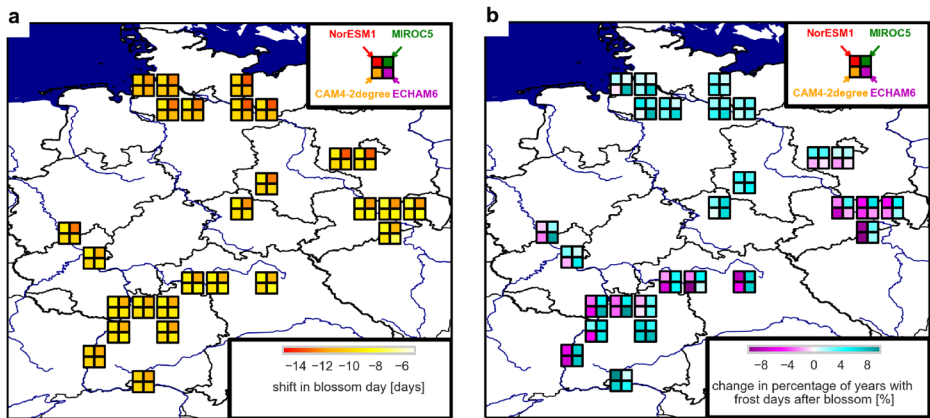 a
NorESM1
MIROC5
CAM4-2degree
ECHAM6
−14 −12 −10 −8 −6
shift in blossom day [days]
b
NorESM1
MIROC5
CAM4-2degree
ECHAM6
−8 −4 0 4 8
change in percentage of years with
frost days after blossom [%]